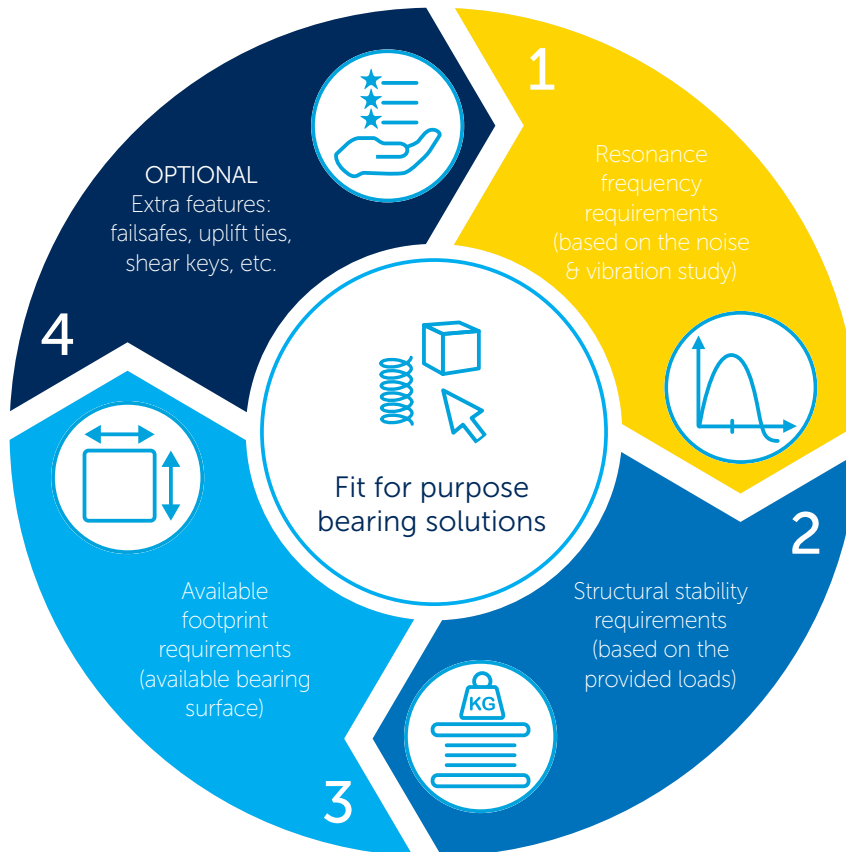 1
Resonance
frequency
requirements
(based on the noise
& vibration study)
2
Structural stability
requirements
(based on the
provided loads)
KG
3
Available
footprint
requirements
(available bearing
surface)
4
OPTIONAL
Extra features:
failsafes, uplift ties,
shear keys, etc.
Fit for purpose
bearing solutions